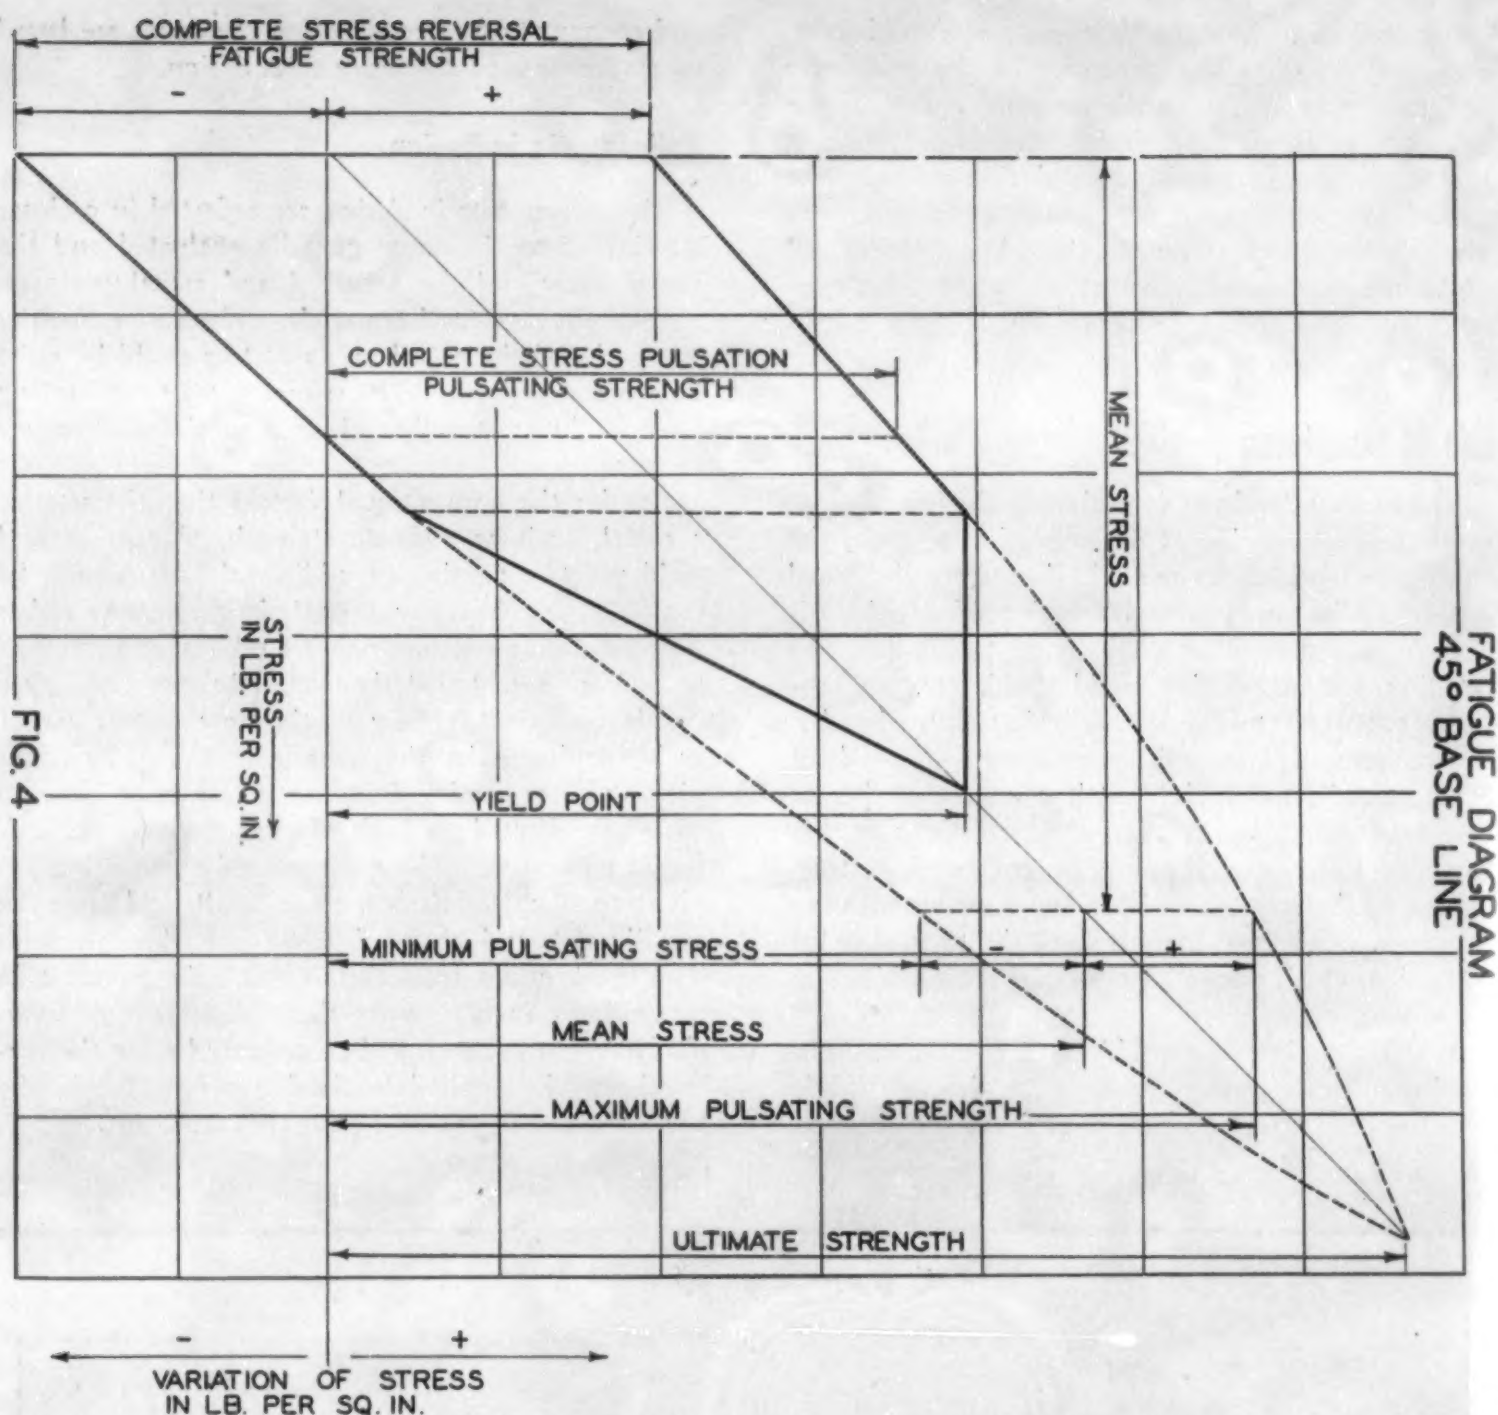 COMPLETE STRESS REVERSAL
FATIGUE STRENGTH
-
+
COMPLETE STRESS PULSATION
PULSATING STRENGTH
MEAN STRESS
STRESS
IN LB. PER SQ. IN.
FIG. 4
FATIGUE DIAGRAM
45° BASE LINE
YIELD POINT
-
+
MINIMUM PULSATING STRESS
MEAN STRESS
MAXIMUM PULSATING STRENGTH
ULTIMATE STRENGTH
-
+
VARIATION OF STRESS
IN LB. PER SQ. IN.